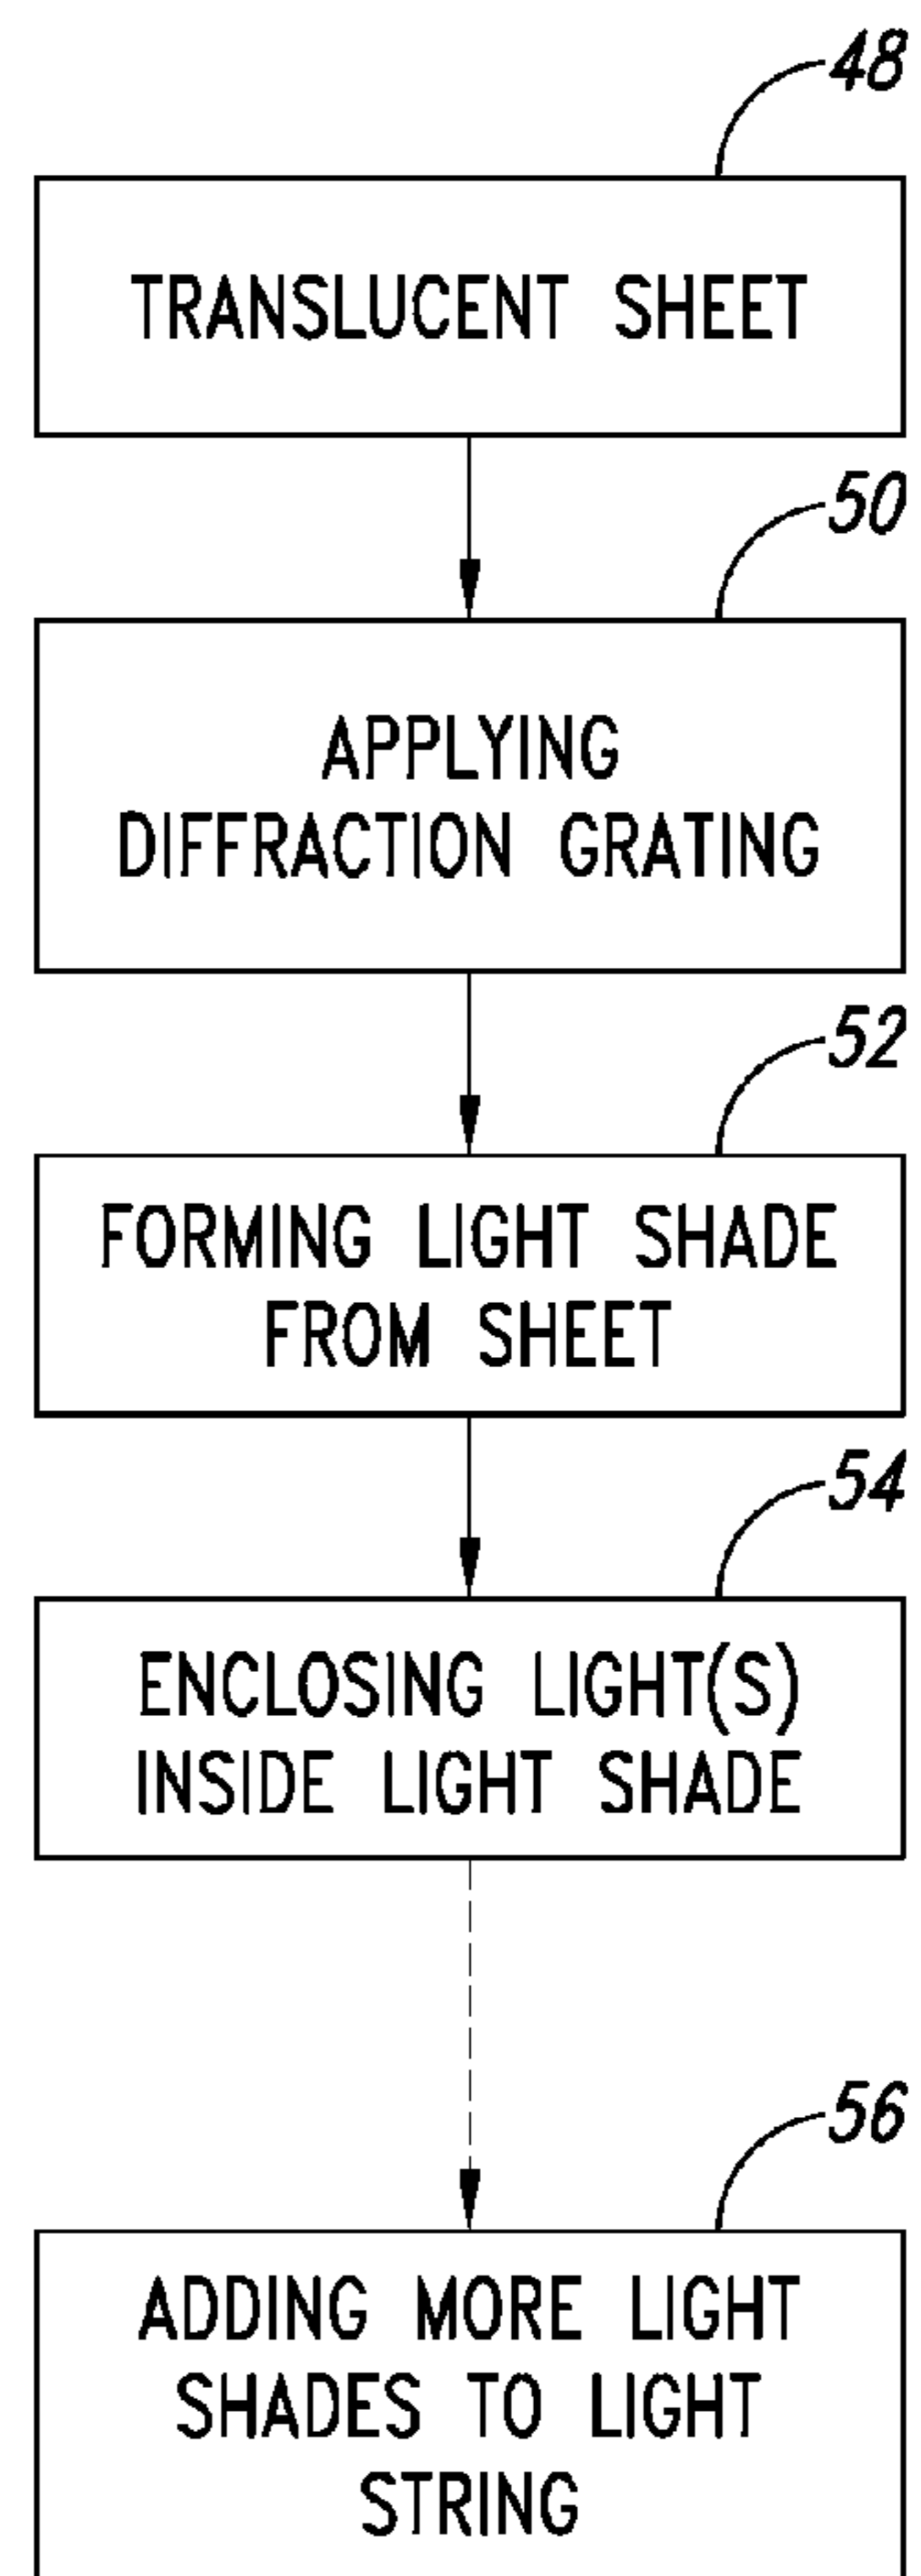 48
TRANSLUCENT SHEET
50
APPLYING
DIFFRACTION GRATING
52
FORMING LIGHT SHADE
FROM SHEET
54
ENCLOSING LIGHT(S)
INSIDE LIGHT SHADE
56
ADDING MORE LIGHT
SHADES TO LIGHT
STRING